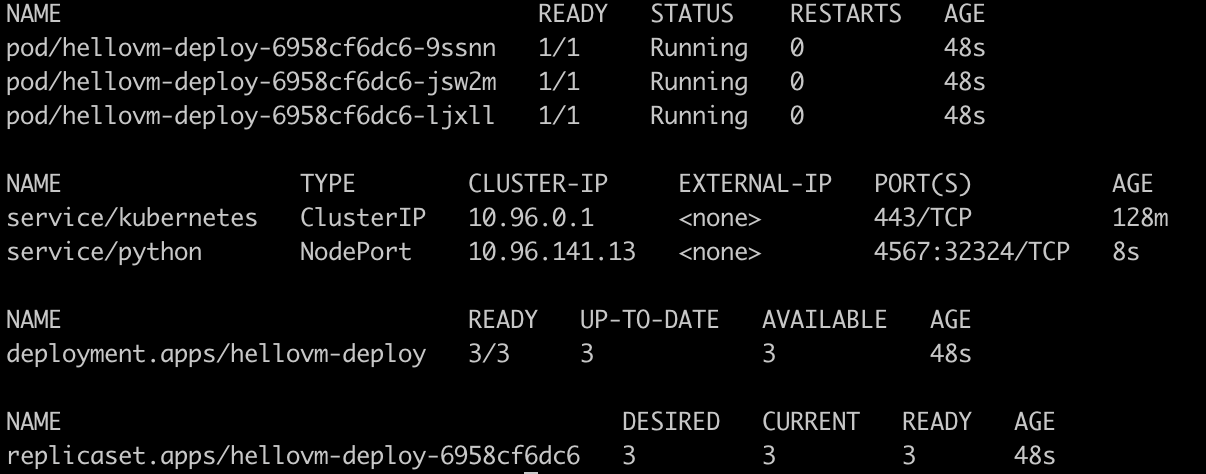 NAME READY STATUS RESTARTS AGE
pod/hellovm-deploy-6958cf6dc6-9ssnn 1/1 Running 0 48s
pod/hellovm-deploy-6958cf6dc6-jsw2m 1/1 Running 0 48s
pod/hellovm-deploy-6958cf6dc6-ljxll 1/1 Running 0 48s
NAME TYPE CLUSTER-IP EXTERNAL-IP PORT(S) AGE
service/kubernetes ClusterIP 10.96.0.1 <none> 443/TCP 128m
service/python NodePort 10.96.141.13 <none> 4567:32324/TCP 8s
NAME READY UP-TO-DATE AVAILABLE AGE
deployment.apps/hellovm-deploy 3/3 3 3 48s
NAME DESIRED CURRENT READY AGE
replicaset.apps/hellovm-deploy-6958cf6dc6 3 3 3 48s